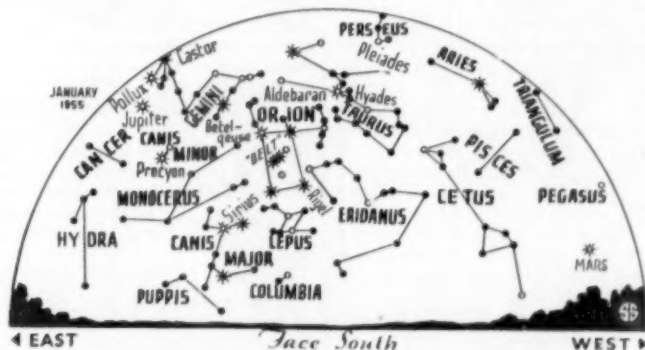 PERSEUS
Pleiades
Castor
ARIES
Pollux
JANUARY
1955
GEMINI
Aldebaran
Hyades
TRIANGULUM
Jupiter
Betel-
geuse
ORION
TAURUS
CANCER
CANIS
MINOR
"BELT"
PISCES
Procyon
MONOCERUS
Rigel
CETUS
PEGASUS
Sirius
ERIDANUS
HYDRA
CANIS
LEPUS
MAJOR
MARS
PUPPIS
COLUMBIA
SS
EAST
Face South
WEST